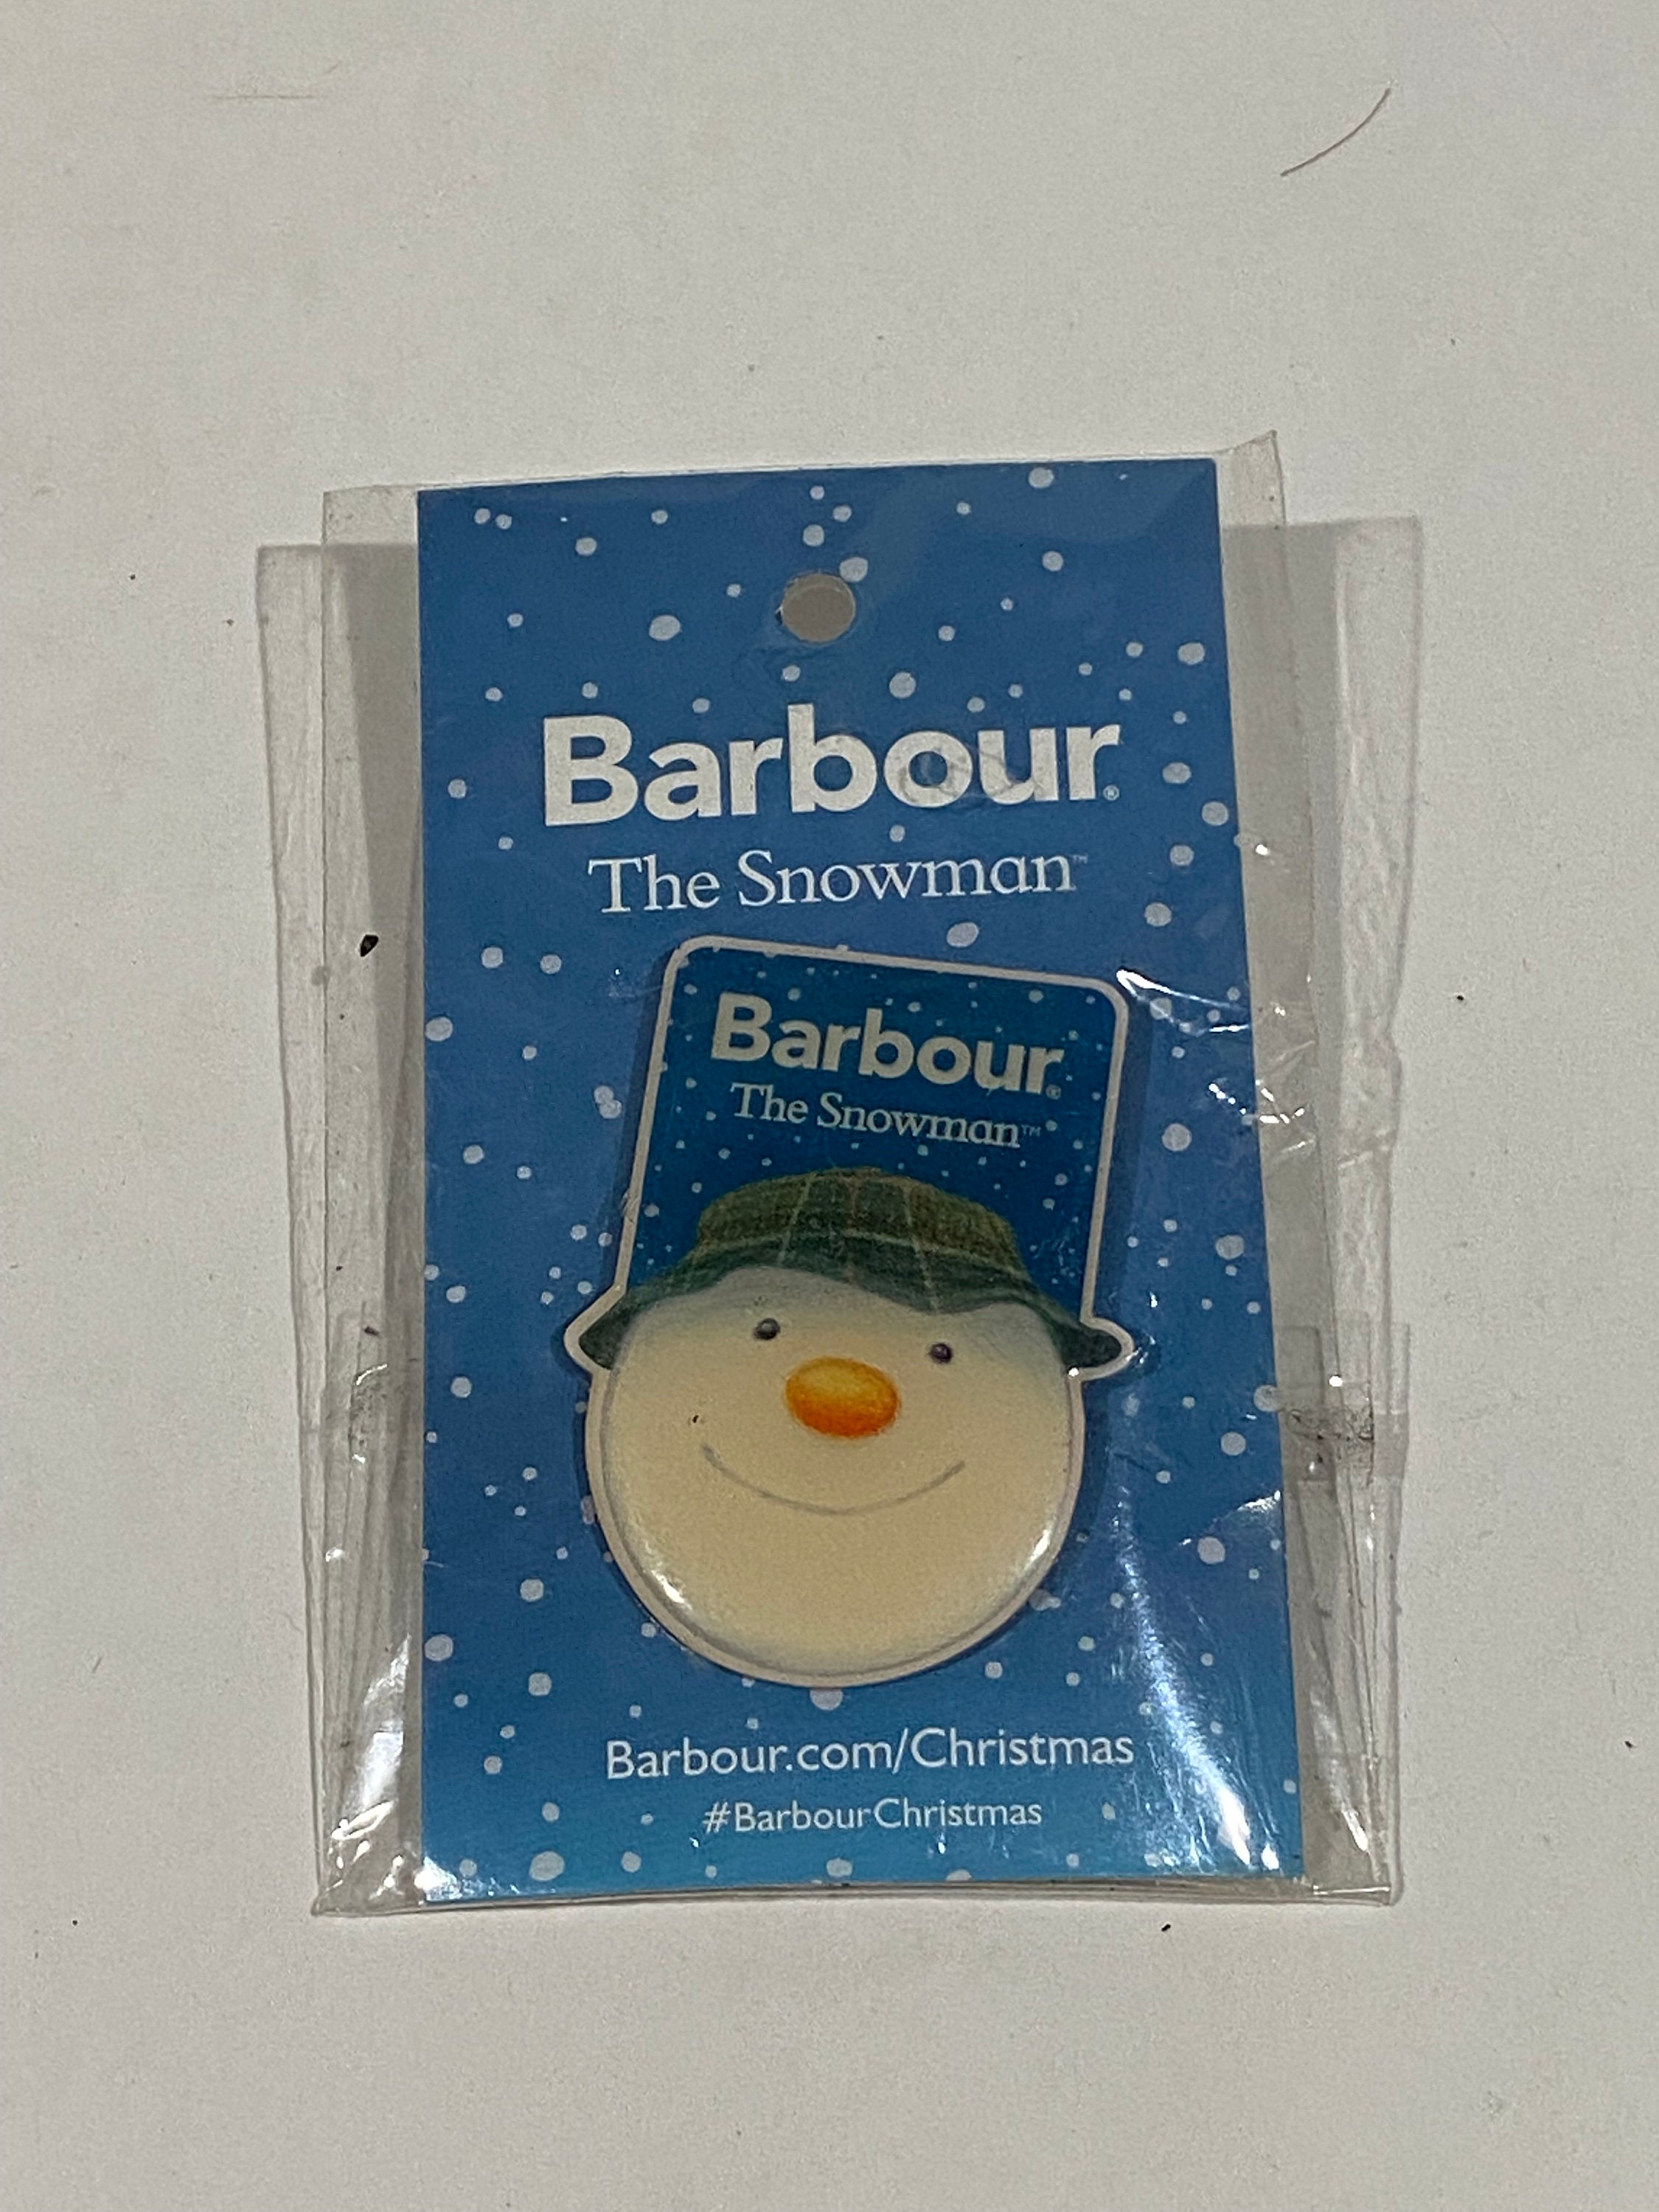 Barbour®
The Snowman™
Barbour®
The Snowman™
Barbour.com/Christmas
#BarbourChristmas